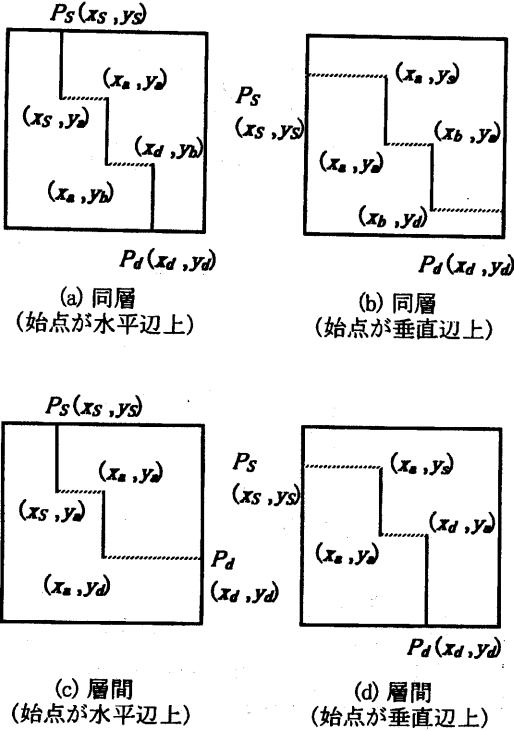 Ps(xs ,ys)
(xa ,ya)
(xs ,ya)
(xd ,yb)
(xa ,yb)
Pd(xd ,yd)
(a) 同層
(始点が水平辺上)
Ps
(xs ,ys)
(xa ,ys)
(xb ,ya)
(xa ,ya)
(xb ,yd)
Pd(xd ,yd)
(b) 同層
(始点が垂直辺上)
Ps(xs ,ys)
(xa ,ya)
(xs ,ya)
Pd
(xa ,yd)
(xd ,yd)
(c) 層間
(始点が水平辺上)
Ps
(xs ,ys)
(xa ,ys)
(xd ,ya)
(xa ,ya)
Pd(xd ,yd)
(d) 層間
(始点が垂直辺上)